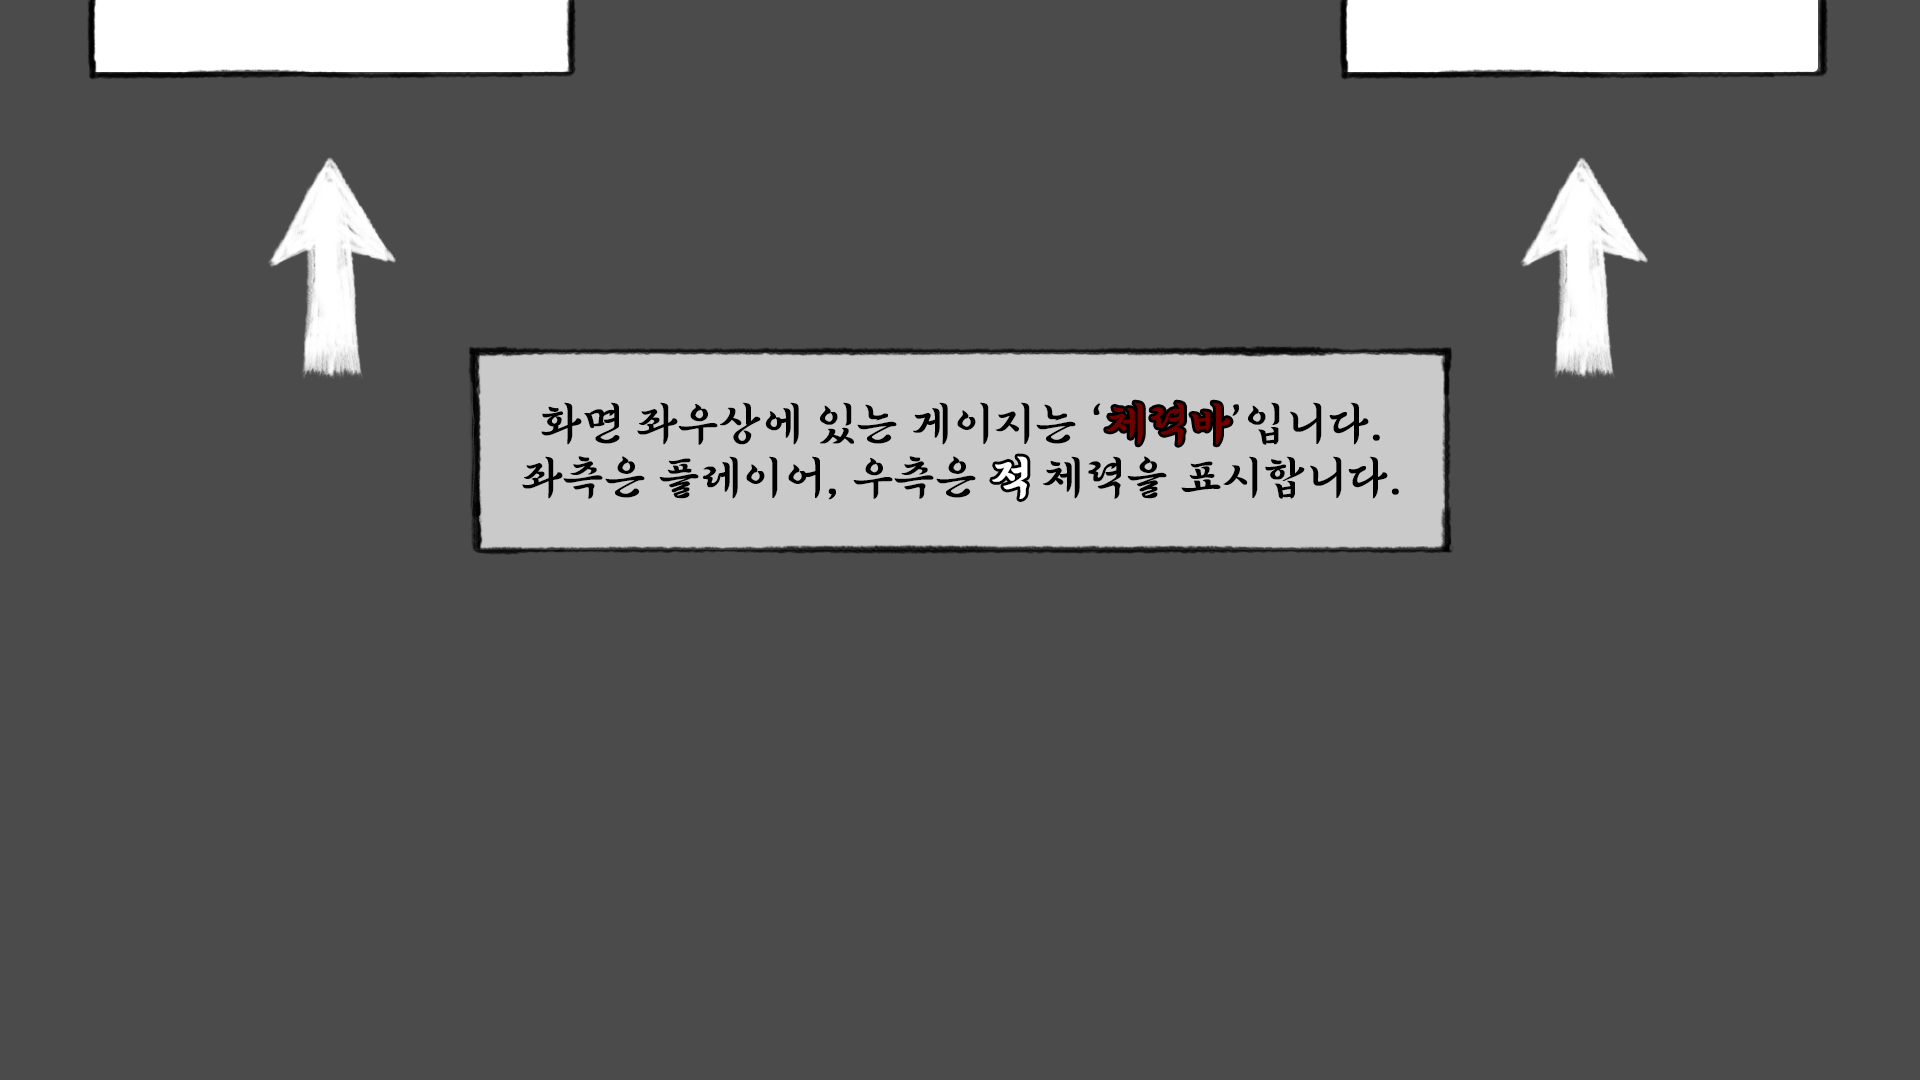 화면 좌우상에 있는 게이지는 ‘체력바’입니다.
좌측은 플레이어, 우측은 적 체력을 표시합니다.